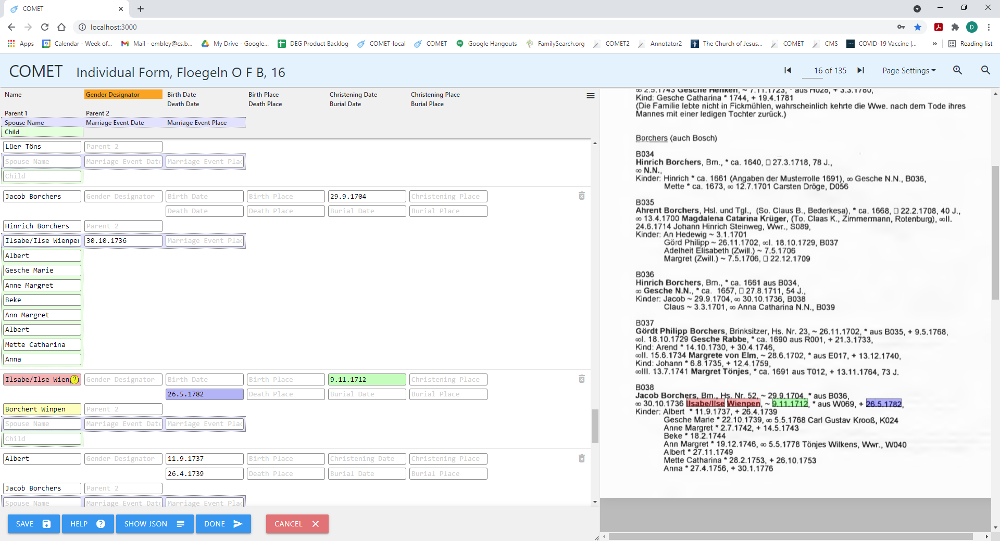 COMET
localhost:3000
D
Apps
9 Calendar - Week of...
Mail - embley@cs.b...
My Drive - Google...
DEG Product Backlog
COMET-local
COMET
Google Hangouts
FamilySearch.org
COMET2
Annotator2
The Church of Jesus...
COMET
CMS
COVID-19 Vaccine |...
»
Reading list
COMET Individual Form, Floegeln O F B, 16
16 of 135
Page Settings
Name Gender Designator Birth Date Birth Place Christening Date Christening Place
Death Date Death Place Burial Date Burial Place
Parent 1 Parent 2
Spouse Name Marriage Event Date Marriage Event Place
Child
Lüer Töns Parent 2
Spouse Name Marriage Event Date Marriage Event Plac
Child
Jacob Borchers Gender Designator Birth Date Birth Place 29.9.1704 Christening Place
Death Date Death Place Burial Date Burial Place
Hinrich Borchers Parent 2
Ilsabe/Ilse Wienpen 30.10.1736 Marriage Event Plac
Albert
Gesche Marie
Anne Margret
Beke
Ann Margret
Albert
Mette Catharina
Anna
Ilsabe/Ilse Wienp ? Gender Designator Birth Date Birth Place 9.11.1712 Christening Place
26.5.1782 Death Place Burial Date Burial Place
Borchert Winpen Parent 2
Spouse Name Marriage Event Date Marriage Event Plac
Child
Albert Gender Designator 11.9.1737 Birth Place Christening Date Christening Place
26.4.1739 Death Place Burial Date Burial Place
Jacob Borchers Parent 2
Spouse Name Marriage Event Date Marriage Event Plac
SAVE
HELP ?
SHOW JSON
DONE
CANCEL
∞ 2.5.1743 Gesche Henken, ~ 7.11.1723, * aus H028, + 3.3.1780,
Kind: Gesche Catharina * 1744, + 19.4.1781
(Die Familie lebte nicht in Fickmühlen, wahrscheinlich kehrte die Wwe. nach dem Tode ihres
Mannes mit einer ledigen Tochter zurück.)
Borchers (auch Bosch)
B034
Hinrich Borchers, Bm., * ca. 1640, □ 27.3.1718, 78 J.,
∞ N.N.,
Kinder: Hinrich * ca. 1661 (Angaben der Musterrolle 1691), ∞ Gesche N.N., B036,
Mette * ca. 1673, ∞ 12.7.1701 Carsten Dröge, D056
B035
Ahrent Borchers, Hsl. und Tgl., (So. Claus B., Bederkesa), * ca. 1668, □ 22.2.1708, 40 J.,
∞ 13.4.1700 Magdalena Catarina Krüger, (To. Claas K., Zimmermann, Rotenburg), ∞II.
24.6.1714 Johann Hinrich Steinweg, Wwr., S089,
Kinder: An Hedewig ~ 3.1.1701
Görd Philipp ~ 26.11.1702, ∞I. 18.10.1729, B037
Adelheit Elisabeth (Zwill.) ~ 7.5.1706
Margret (Zwill.) ~ 7.5.1706, □ 22.12.1709
B036
Hinrich Borchers, Bm., * ca. 1661 aus B034,
∞ Gesche N.N., * ca. 1657, □ 27.8.1711, 54 J.,
Kinder: Jacob ~ 29.9.1704, ∞ 30.10.1736, B038
Claus ~ 3.3.1701, ∞ Anna Catharina N.N., B039
B037
Gördt Philipp Borchers, Brinksitzer, Hs. Nr. 23, ~ 26.11.1702, * aus B035, + 9.5.1768,
∞I. 18.10.1729 Gesche Rabbe, * ca. 1690 aus R001, + 21.3.1733,
Kind: Arend * 14.10.1730, + 30.4.1746,
∞II. 15.6.1734 Margrete von Elm, ~ 28.6.1702, * aus E017, + 13.12.1740,
Kind: Johann * 6.8.1735, + 12.4.1759,
∞III. 13.7.1741 Margret Tönjes, * ca. 1691 aus T012, + 13.11.1764, 73 J.
B038
Jacob Borchers, Bm., Hs. Nr. 52, ~ 29.9.1704, * aus B036,
∞ 30.10.1736 Ilsabe/Ilse Wienpen, ~ 9.11.1712, * aus W069, + 26.5.1782,
Kinder: Albert * 11.9.1737, + 26.4.1739
Gesche Marie * 22.10.1739, ∞ 5.5.1768 Carl Gustav Krooß, K024
Anne Margret * 2.7.1742, + 14.5.1743
Beke * 18.2.1744
Ann Margret * 19.12.1746, ∞ 5.5.1778 Tönjes Wilkens, Wwr., W040
Albert * 27.11.1749
Mette Catharina * 28.2.1753, + 26.10.1753
Anna * 27.4.1756, + 30.1.1776